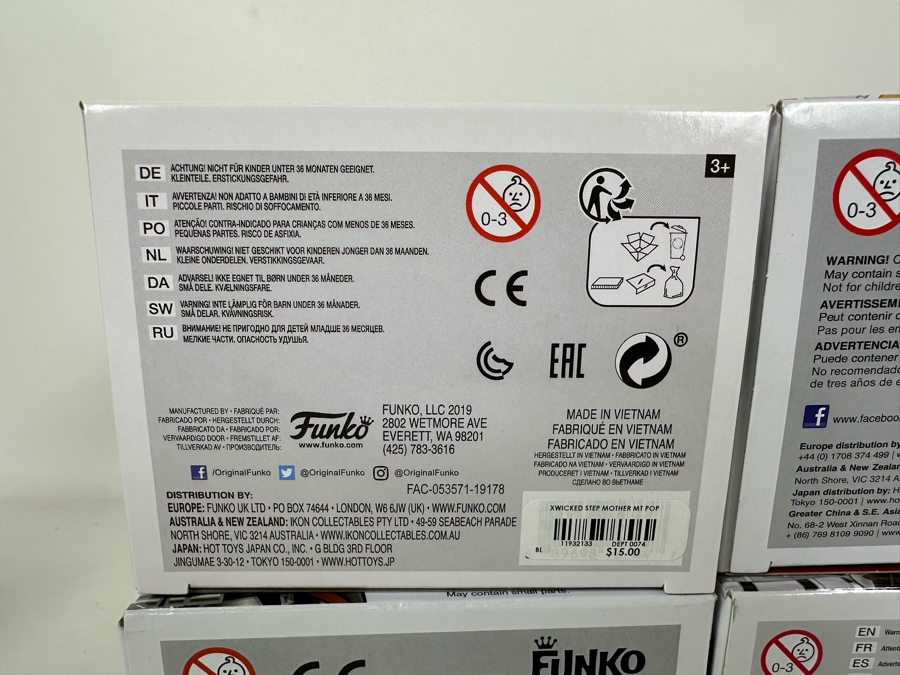 3+
DE ACHTUNG! NICHT FÜR KINDER UNTER 36 MONATEN GEEIGNET.
KLEINTEILE. ERSTICKUNGSGEFAHR.
IT AVVERTENZA! NON ADATTO A BAMBINI DI ETÀ INFERIORE A 36 MESI.
PICCOLE PARTI. RISCHIO DI SOFFOCAMENTO.
PO ATENÇÃO! CONTRA-INDICADO PARA CRIANÇAS COM MENOS DE 36 MESES.
PEQUENAS PARTES. RISCO DE ASFIXIA.
NL WAARSCHUWING! NIET GESCHIKT VOOR KINDEREN JONGER DAN 36 MAANDEN.
KLEINE ONDERDELEN. VERSTIKKINGSGEVAAR.
DA ADVARSEL! IKKE EGNET TIL BØRN UNDER 36 MÅNEDER.
SMÅ DELE. KVÆLNINGSFARE.
SW VARNING! INTE LÄMPLIG FÖR BARN UNDER 36 MÅNADER.
SMÅ DELAR. KVÄVNINGSRISK.
RU ВНИМАНИЕ! НЕ ПРИГОДНО ДЛЯ ДЕТЕЙ МЛАДШЕ 36 МЕСЯЦЕВ.
МЕЛКИЕ ЧАСТИ. ОПАСНОСТЬ УДУШЬЯ.
0-3
CE
EAC
®
MANUFACTURED BY • FABRIQUÉ PAR:
FABRICADO POR • HERGESTELLT DURCH:
FABBRICATO DA • FABRICADO POR:
VERVAARDIGD DOOR • FREMSTILLET AF:
TILLVERKAD AV • ПРОИЗВОДИТЕЛЬ:
Funko
www.funko.com
FUNKO, LLC 2019
2802 WETMORE AVE
EVERETT, WA 98201
(425) 783-3616
MADE IN VIETNAM
FABRIQUÉ EN VIETNAM
FABRICADO EN VIETNAM
HERGESTELLT IN VIETNAM • FABBRICATO IN VIETNAM
FABRICADO NA VIETNAM • VERVAARDIGD IN VIETNAM
PRODUCERET I VIETNAM • TILLVERKAD I VIETNAM
СДЕЛАНО ВО ВЬЕТНАМЕ
/OriginalFunko @OriginalFunko @OriginalFunko
FAC-053571-19178
DISTRIBUTION BY:
EUROPE: FUNKO UK LTD • PO BOX 74644 • LONDON, W6 6JW (UK) • WWW.FUNKO.COM
AUSTRALIA & NEW ZEALAND: IKON COLLECTABLES PTY LTD • 49-59 SEABEACH PARADE
NORTH SHORE, VIC 3214 AUSTRALIA • WWW.IKONCOLLECTABLES.COM.AU
JAPAN: HOT TOYS JAPAN CO., INC. • G BLDG 3RD FLOOR
JINGUMAE 3-30-12 • TOKYO 150-0001 • WWW.HOTTOYS.JP
XWICKED STEP MOTHER MT POP
11932133 DEPT 0074
BL $15.00
0-3
WARNING!
May contain s
Not for childre
AVERTISSEM
Peut contenir
Pas pour les en
ADVERTENCIA
Puede contener
No recomendado
de tres años de e
www.faceboo
Europe distribution by
+44 (0) 1708 374 499
Australia & New Zealan
North Shore, VIC 3214 A
Japan distribution by: H
Tokyo 150-0001 | www.ho
Greater China & S.E. Asia
No. 68-2 West Xinnan Roa
+ (86) 769 8109 9090 | ww
May contain small parts.
CE
FUNKO
0-3
EN Warn
FR Attenti
ES Adverte